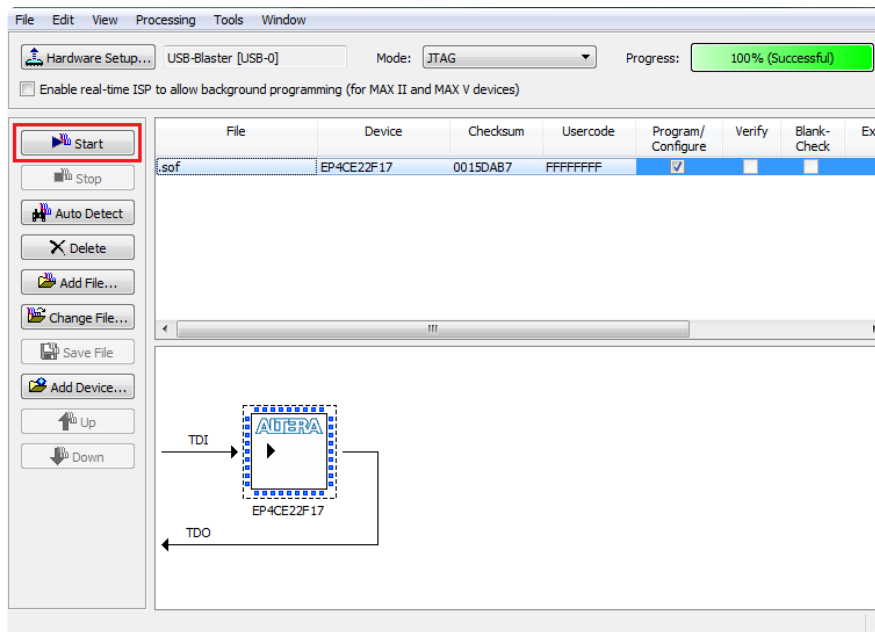 File Edit View Processing Tools Window
Hardware Setup... USB-Blaster [USB-0] Mode: JTAG Progress: 100% (Successful)
Enable real-time ISP to allow background programming (for MAX II and MAX V devices)
Start
Stop
Auto Detect
Delete
Add File...
Change File...
Save File
Add Device...
Up
Down
File Device Checksum Usercode Program/ Verify Blank- Ex
Configure Check
.sof EP4CE22F17 0015DAB7 FFFFFFFF
TDI
ALTERA
EP4CE22F17
TDO